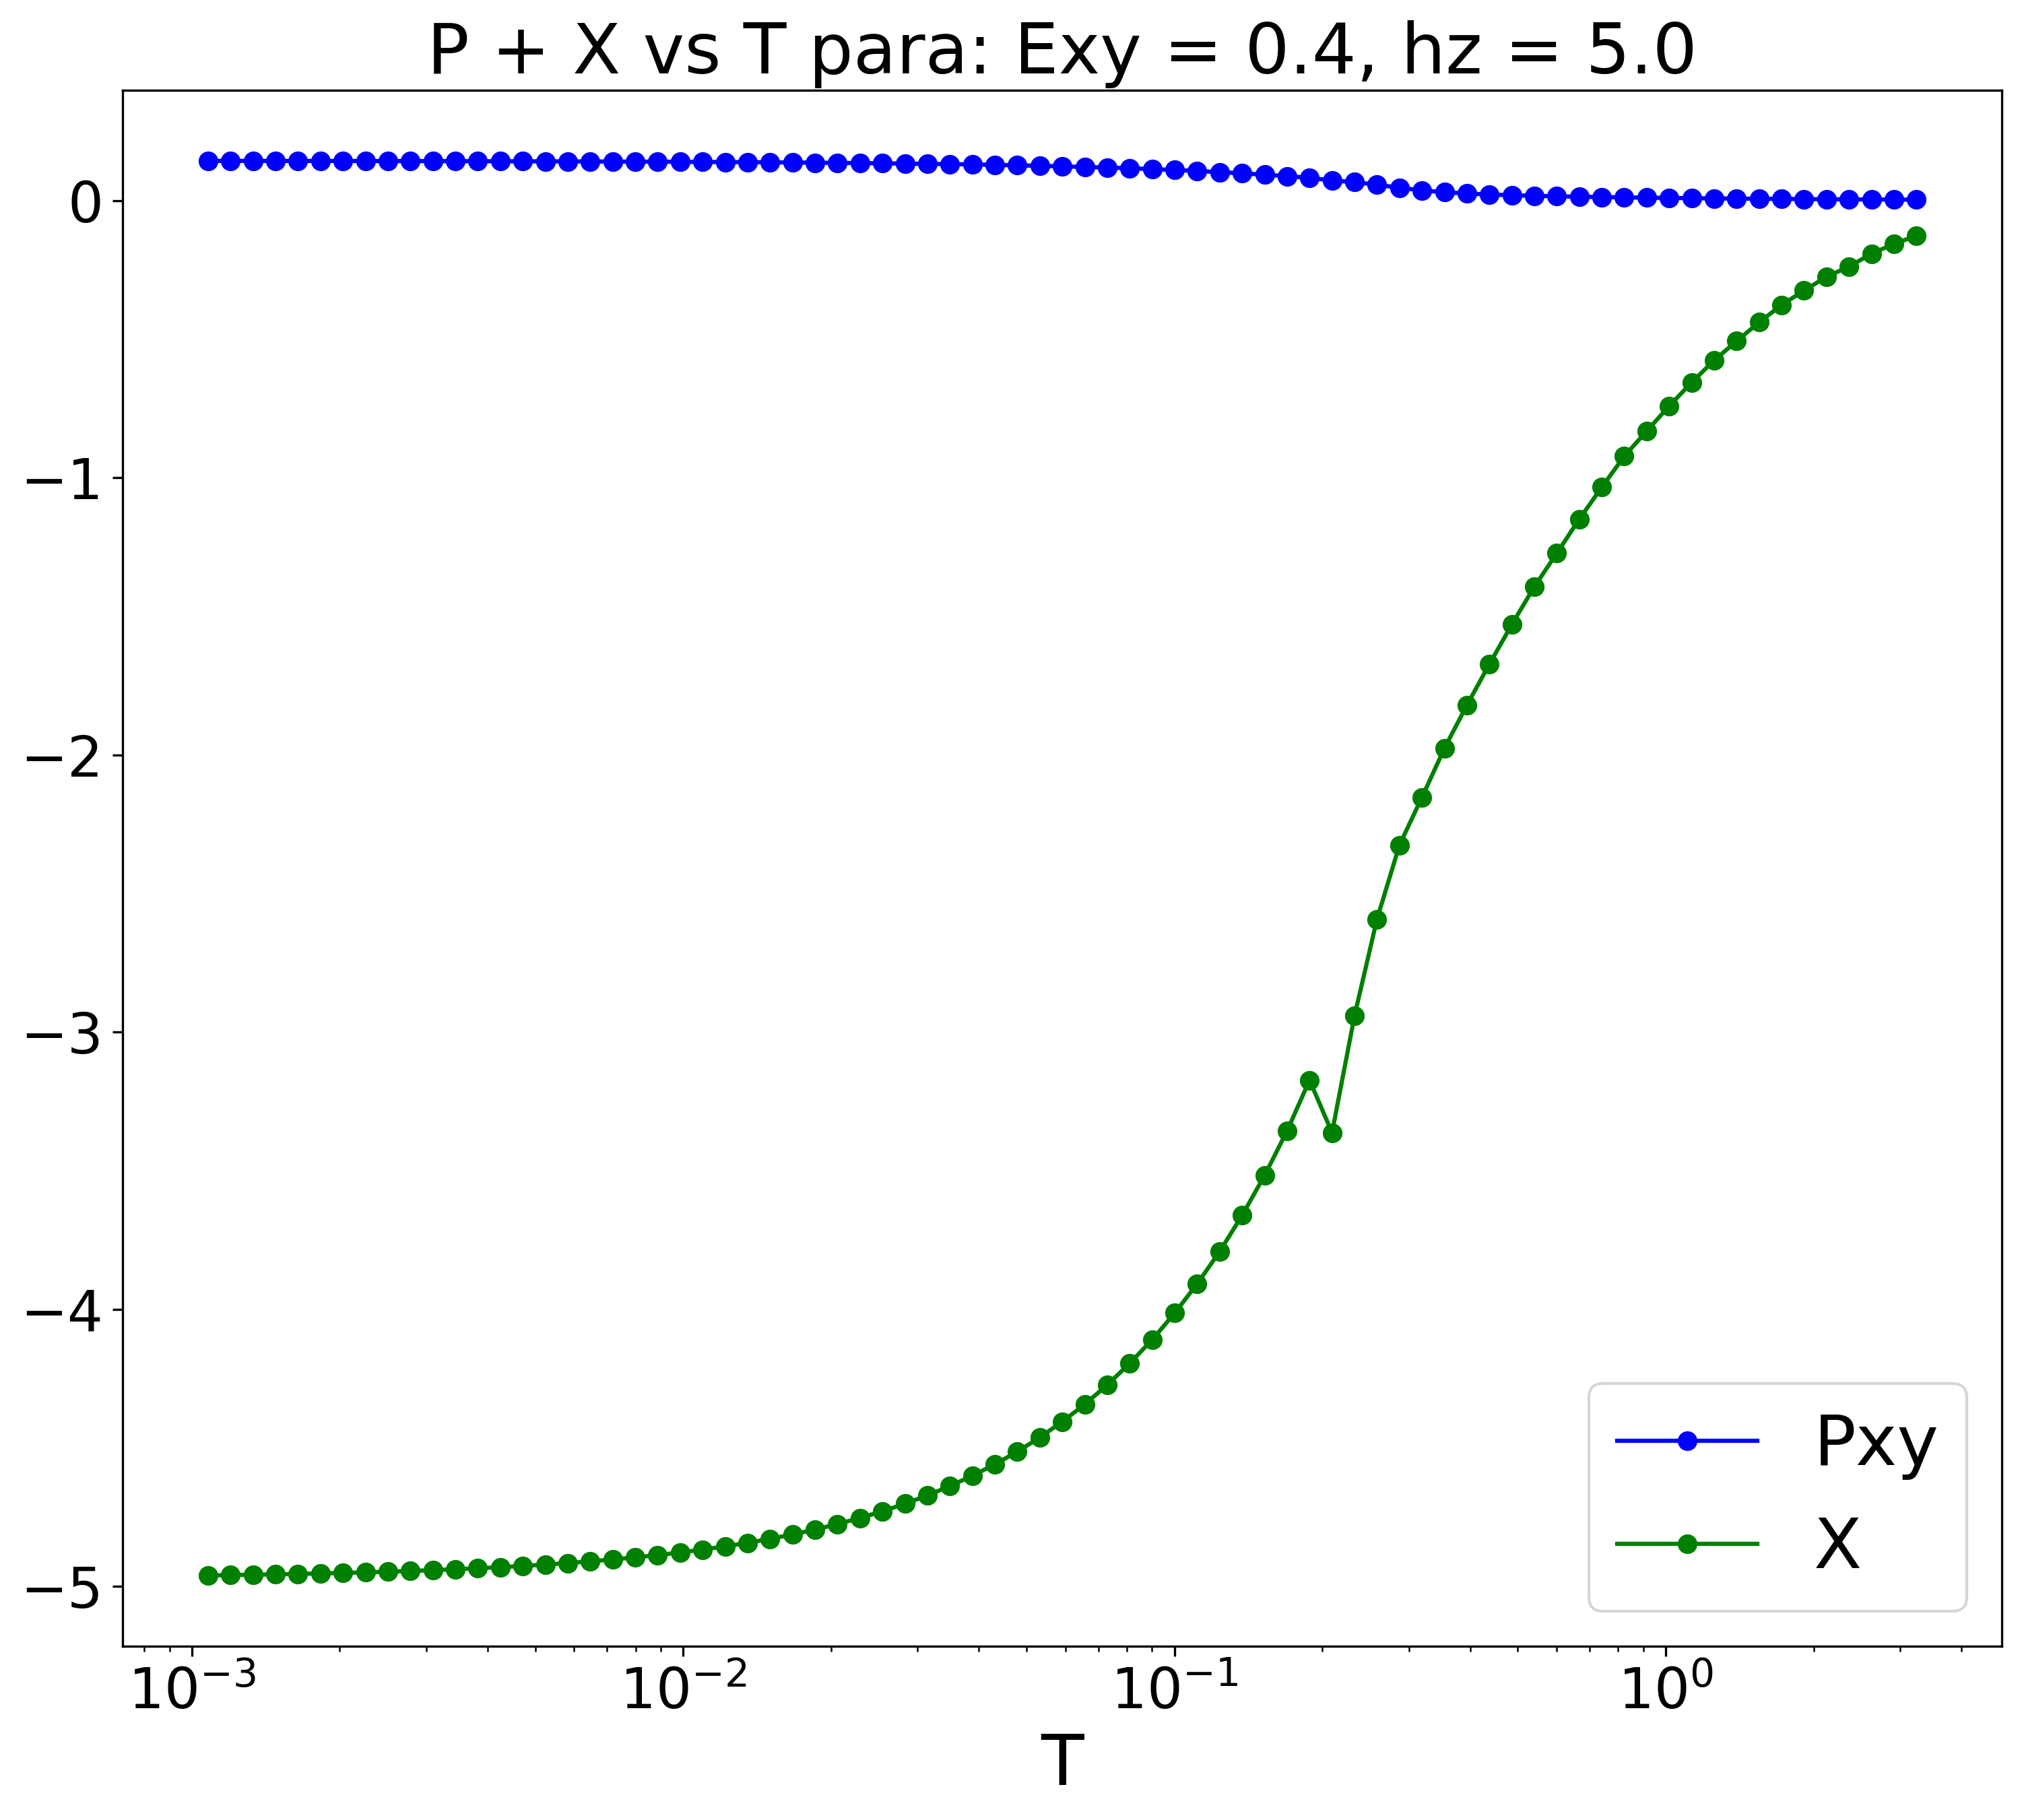 P + X vs T para: Exy = 0.4, hz = 5.0
0
−1
−2
−3
−4
−5
Pxy
X
10⁻³ 10⁻² 10⁻¹ 10⁰
T